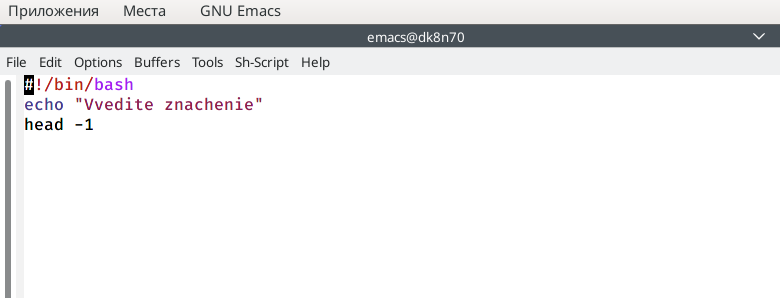 Приложения Места GNU Emacs
emacs@dk8n70
File Edit Options Buffers Tools Sh-Script Help
#!/bin/bash
echo "Vvedite znachenie"
head -1